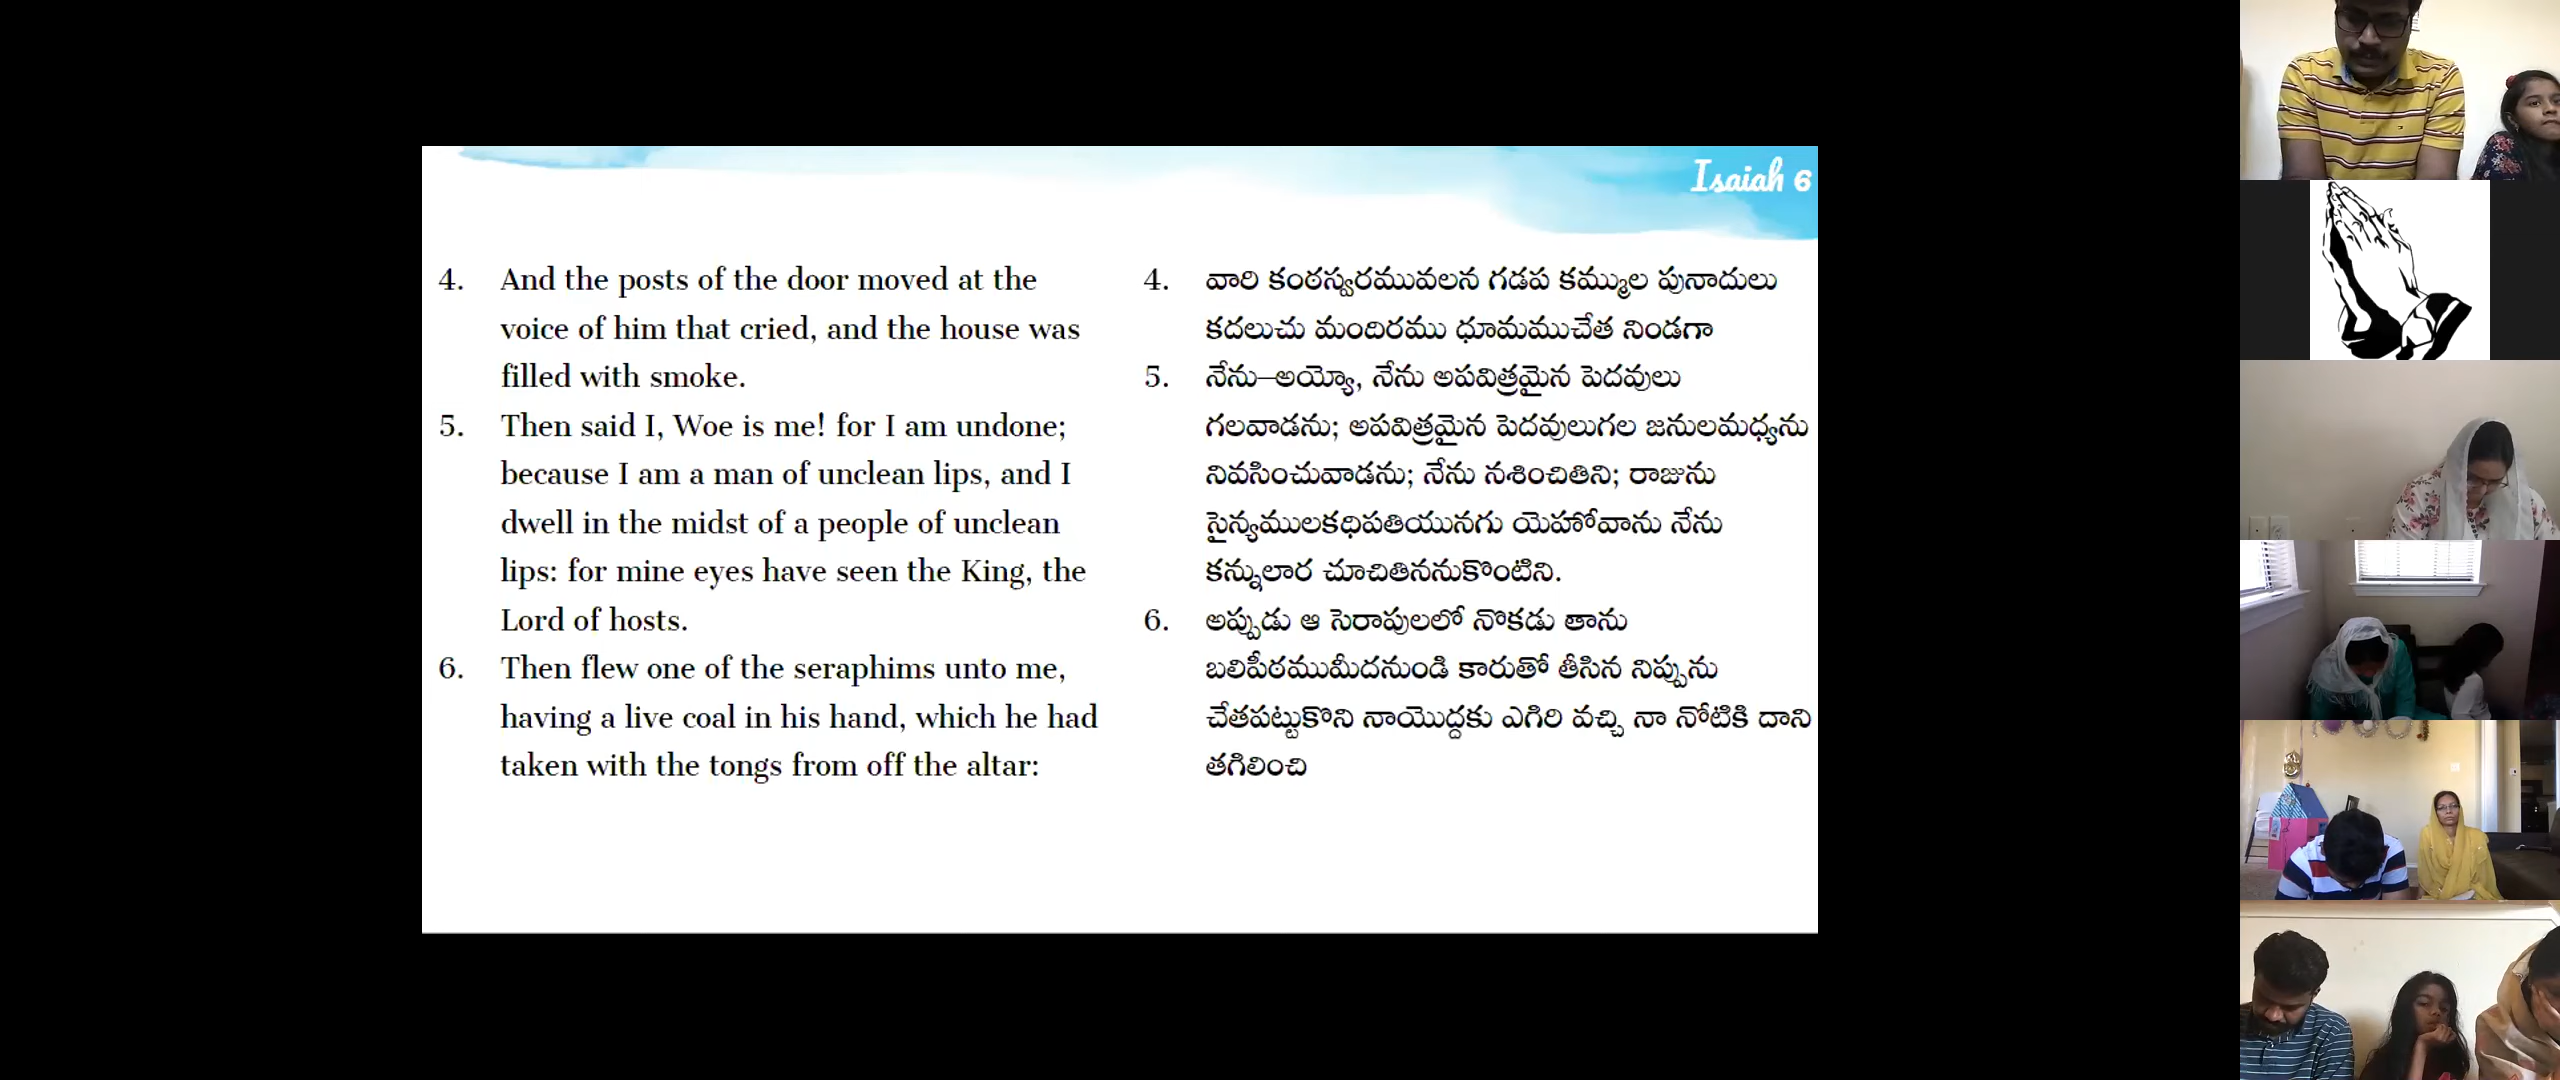 Isaiah 6
4. And the posts of the door moved at the
voice of him that cried, and the house was
filled with smoke.
5. Then said I, Woe is me! for I am undone;
because I am a man of unclean lips, and I
dwell in the midst of a people of unclean
lips: for mine eyes have seen the King, the
Lord of hosts.
6. Then flew one of the seraphims unto me,
having a live coal in his hand, which he had
taken with the tongs from off the altar:
4. వారి కంఠస్వరమువలన గడప కమ్ముల పునాదులు
కదలుచు మందిరము ధూమముచేత నిండగా
5. నేను–అయ్యో, నేను అపవిత్రమైన పెదవులు
గలవాడను; అపవిత్రమైన పెదవులుగల జనులమధ్యను
నివసించువాడను; నేను నశించితిని; రాజును
సైన్యములకధిపతియునగు యెహోవాను నేను
కన్నులార చూచితిననుకొంటిని.
6. అప్పుడు ఆ సెరాపులలో నొకడు తాను
బలిపీఠముమీదనుండి కారుతో తీసిన నిప్పును
చేతపట్టుకొని నాయొద్దకు ఎగిరి వచ్చి నా నోటికి దాని
తగిలించి